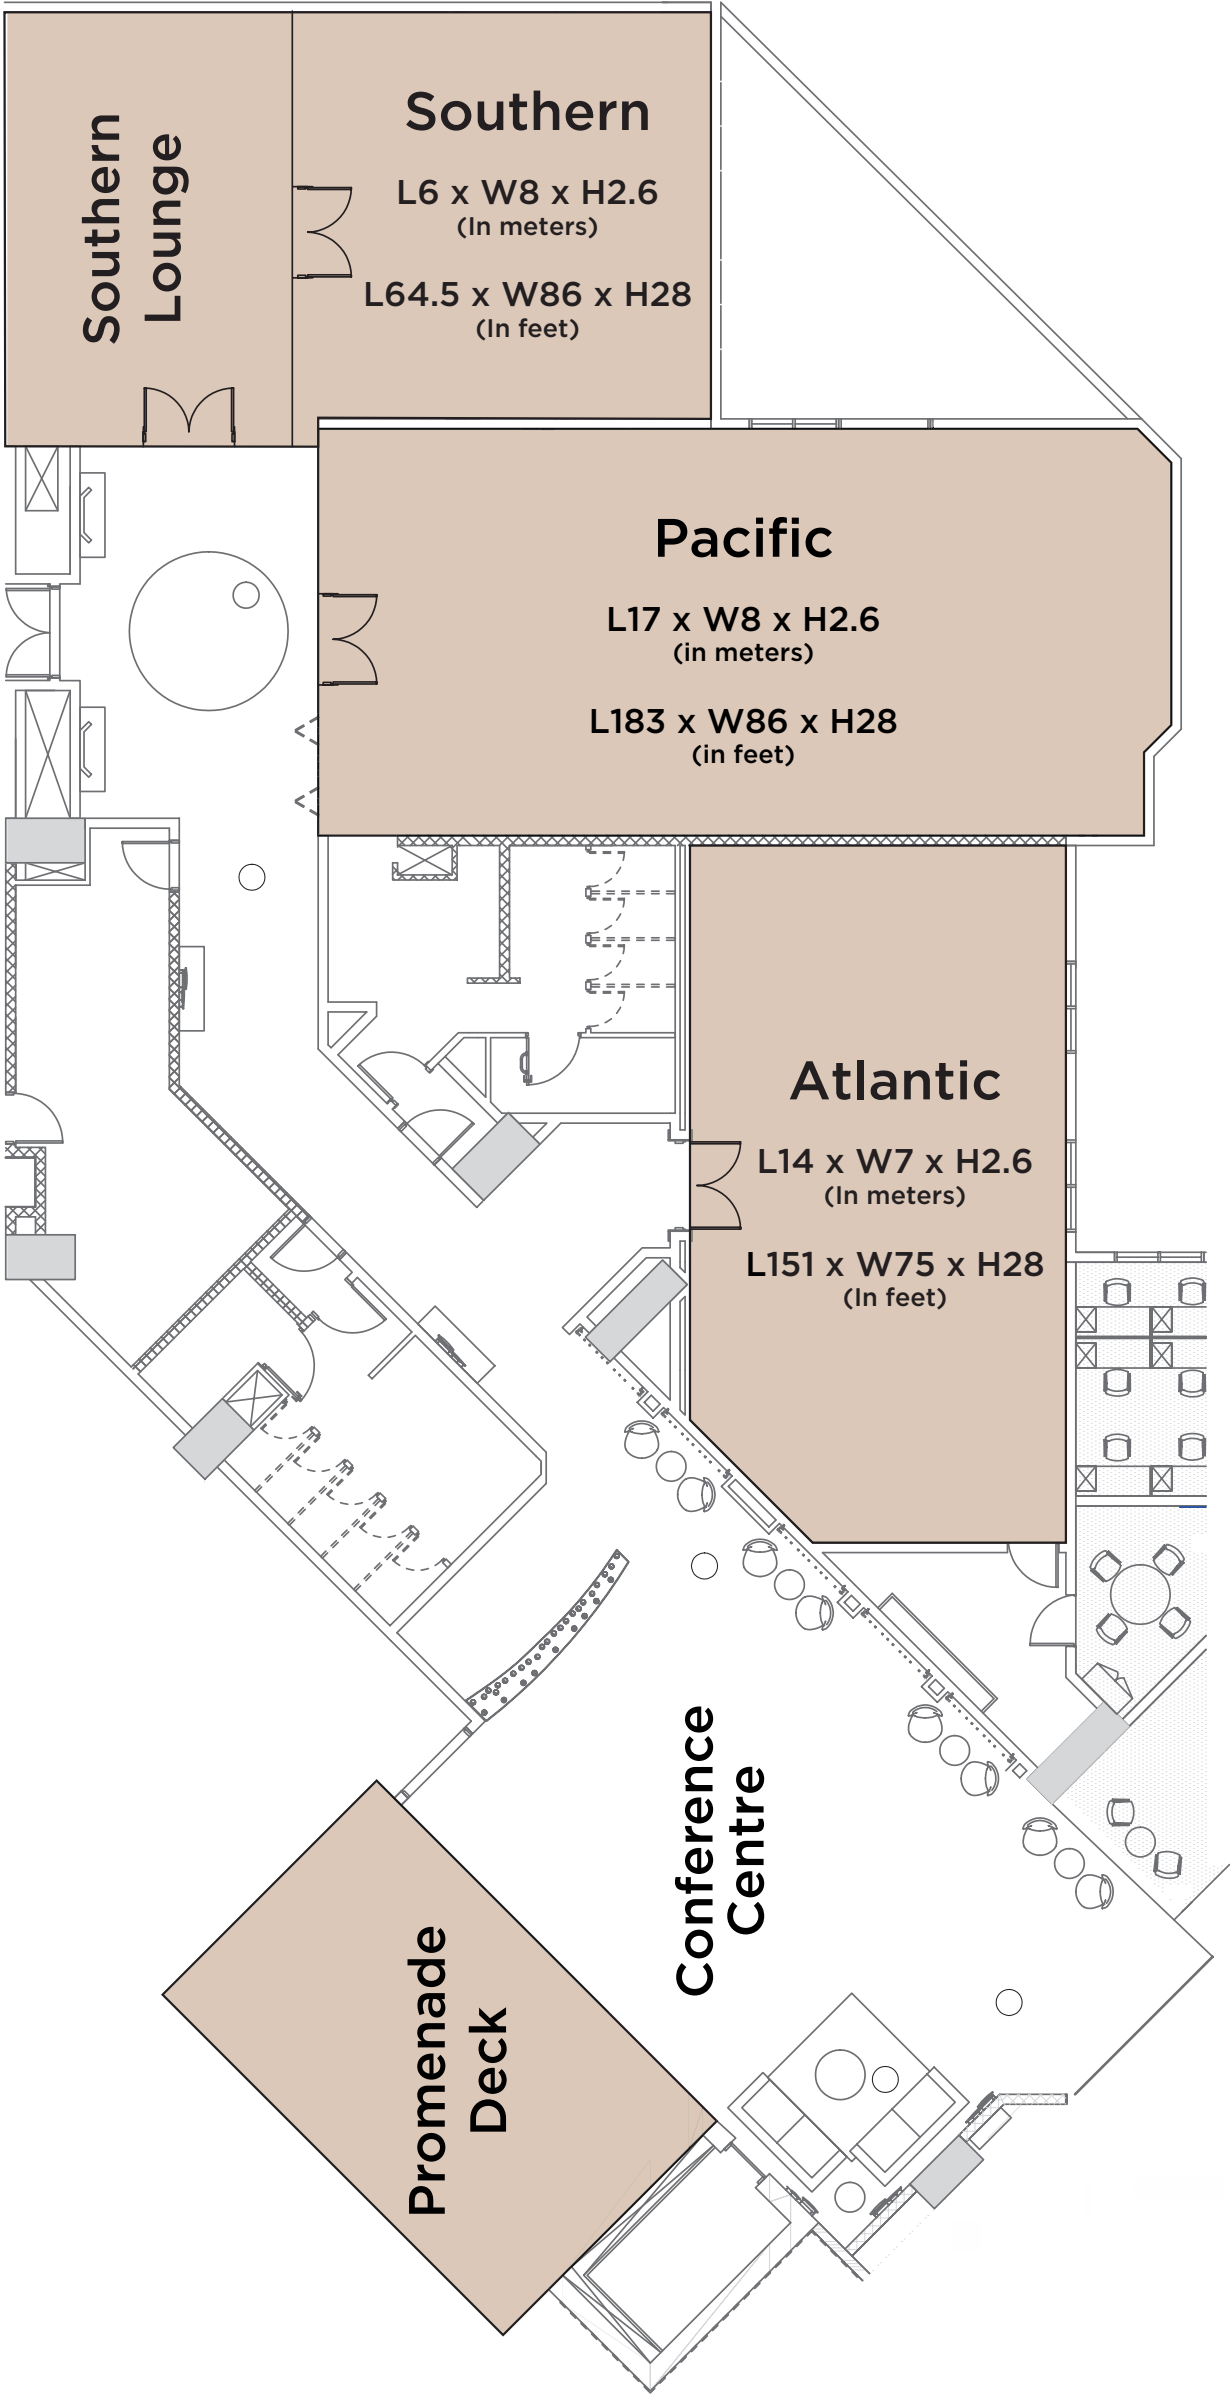 Southern
Lounge
Southern
L6 x W8 x H2.6
(In meters)
L64.5 x W86 x H28
(In feet)
Pacific
L17 x W8 x H2.6
(in meters)
L183 x W86 x H28
(in feet)
Atlantic
L14 x W7 x H2.6
(In meters)
L151 x W75 x H28
(In feet)
Conference
Centre
Promenade
Deck